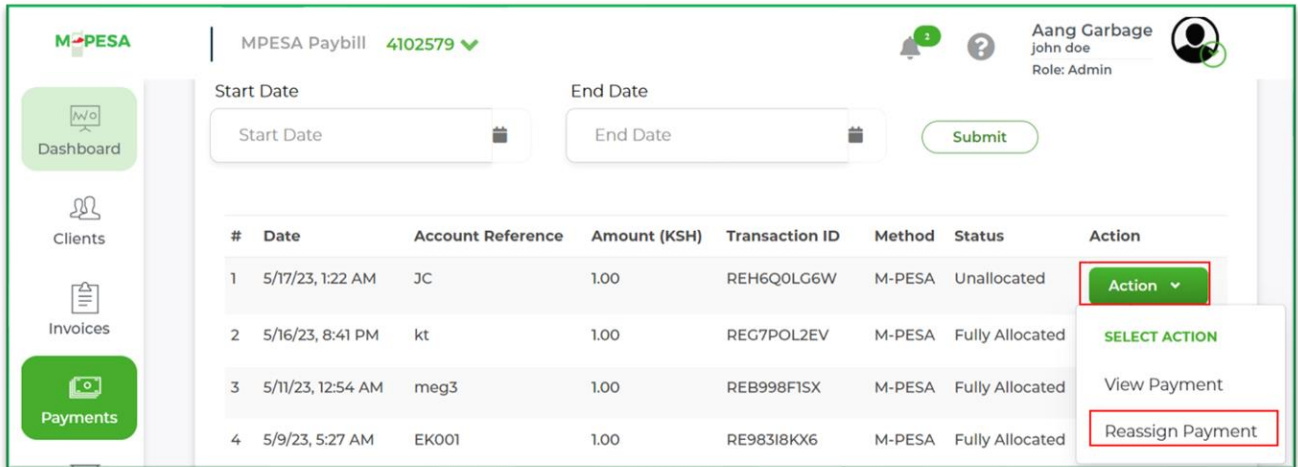 M-PESA
MPESA Paybill 4102579
2
?
Aang Garbage
john doe
Role: Admin
Dashboard
Clients
Invoices
Payments
Start Date End Date
Start Date End Date Submit
# Date Account Reference Amount (KSH) Transaction ID Method Status Action
1 5/17/23, 1:22 AM JC 1.00 REH6Q0LG6W M-PESA Unallocated Action
2 5/16/23, 8:41 PM kt 1.00 REG7POL2EV M-PESA Fully Allocated
3 5/11/23, 12:54 AM meg3 1.00 REB998F1SX M-PESA Fully Allocated
4 5/9/23, 5:27 AM EK001 1.00 RE983I8KX6 M-PESA Fully Allocated
SELECT ACTION
View Payment
Reassign Payment